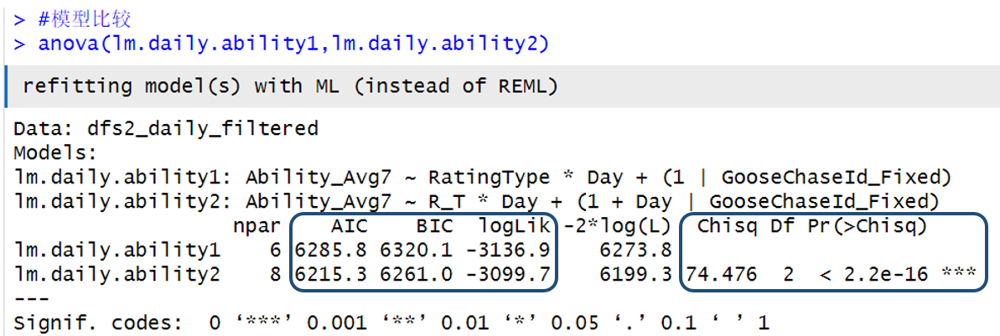 > #模型比较
> anova(lm.daily.ability1,lm.daily.ability2)
refitting model(s) with ML (instead of REML)
Data: dfs2_daily_filtered
Models:
lm.daily.ability1: Ability_Avg7 ~ RatingType * Day + (1 | GooseChaseId_Fixed)
lm.daily.ability2: Ability_Avg7 ~ R_T * Day + (1 + Day | GooseChaseId_Fixed)
npar AIC BIC logLik -2*log(L) Chisq Df Pr(>Chisq)
lm.daily.ability1 6 6285.8 6320.1 -3136.9 6273.8
lm.daily.ability2 8 6215.3 6261.0 -3099.7 6199.3 74.476 2 < 2.2e-16 ***
---
Signif. codes: 0 ‘***’ 0.001 ‘**’ 0.01 ‘*’ 0.05 ‘.’ 0.1 ‘ ’ 1